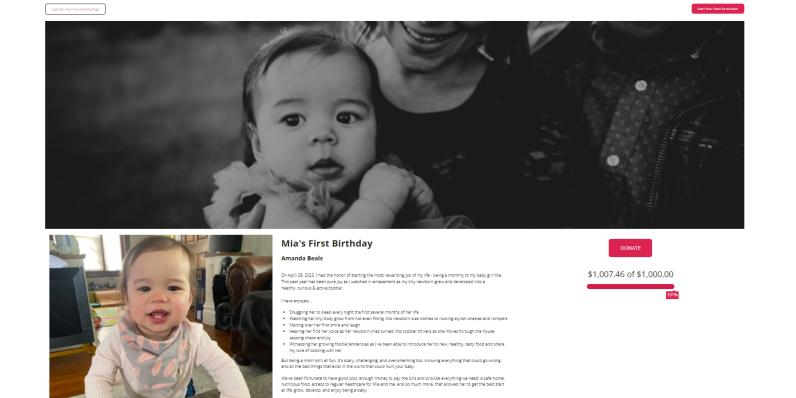 Log Into Your Fundraising Page
Start Your Own Fundraiser
Mia's First Birthday
Amanda Beals
DONATE
$1,007.46 of $1,000.00
101%
On April 28, 2023, I had the honor of starting the most rewarding job of my life - being a mommy to my baby girl Mia.
This past year has been pure joy as I watched in amazement as my tiny newborn grew and developed into a
healthy, curious & active toddler.
I have enjoyed...
Snuggling her to sleep every night the first several months of her life
Watching her tiny body grow from not even fitting into newborn-size clothes to rocking stylish onesies and rompers
Melting over her first smile and laugh
Hearing her find her voice as her newborn cries turned into toddler shrieks as she moves through the house
seeking chaos and joy
Witnessing her growing foodie tendencies as I've been able to introduce her to new, healthy, tasty food and share
my love of cooking with her
But being a mom isn't all fun. It's scary, challenging, and overwhelming too, knowing everything that could go wrong
and all the bad things that exist in the world that could hurt your baby.
We've been fortunate to have good jobs, enough money to pay the bills and provide everything we need: a safe home,
nutritious food, access to regular healthcare for Mia and me, and so much more, that allowed her to get the best start
at life, grow, develop, and enjoy being a baby.